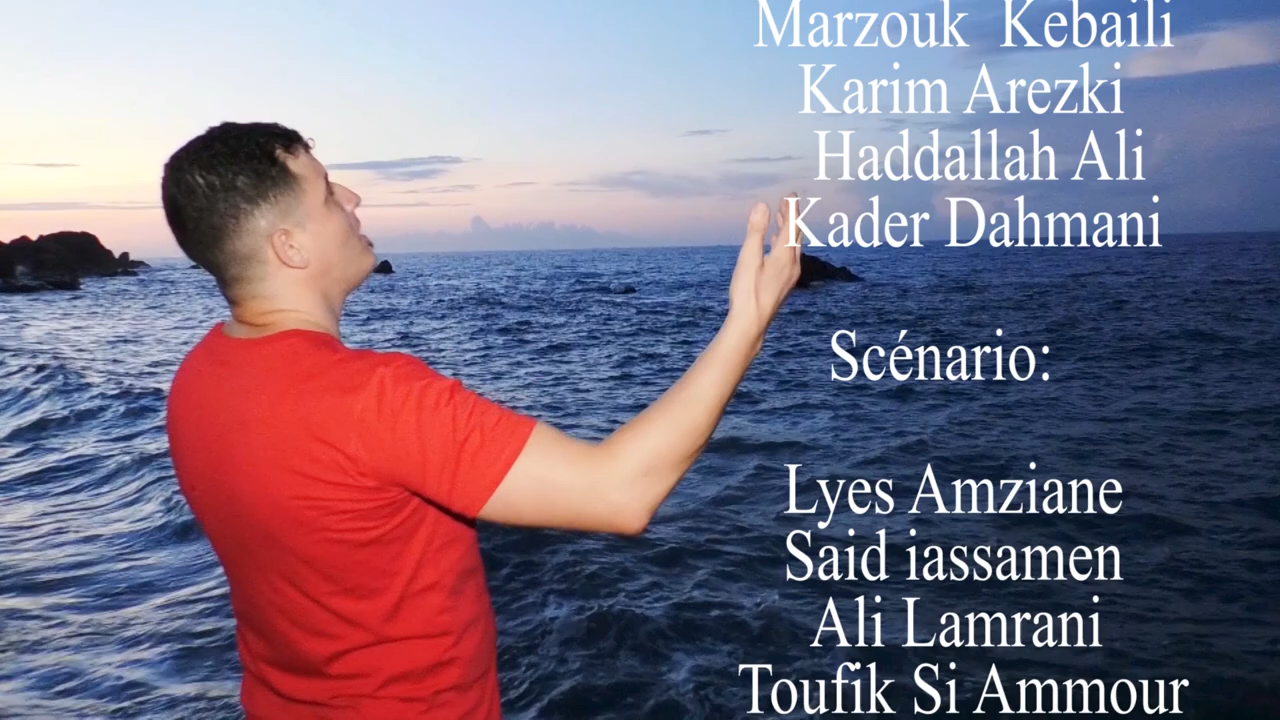 Marzouk Kebaili
Karim Arezki
Haddallah Ali
Kader Dahmani
Scénario:
Lyes Amziane
Said iassamen
Ali Lamrani
Toufik Si Ammour